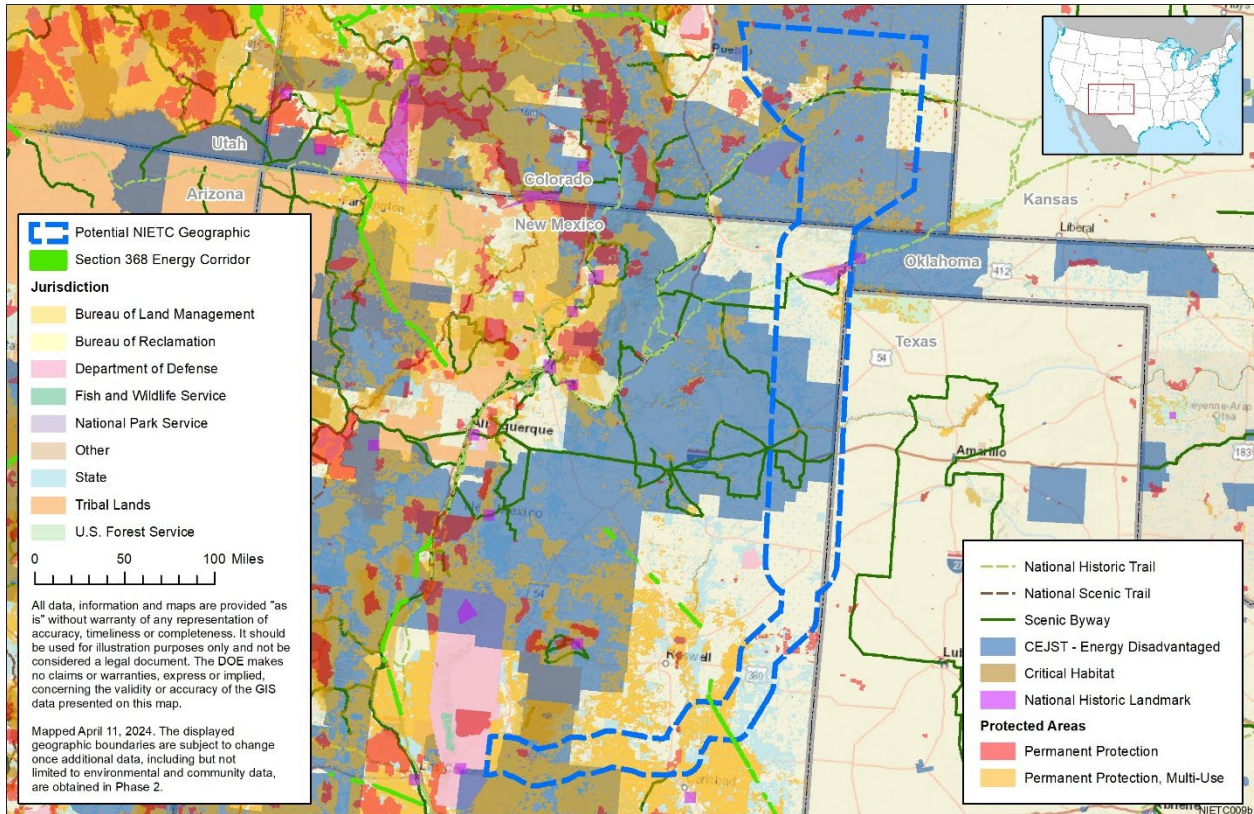 Pueblo
Utah
Colorado
Arizona
New Mexico
Kansas
Liberal
Oklahoma
412
Texas
54
Albuquerque
Amarillo
183
54
Roswell
380
27
Potential NIETC Geographic
Section 368 Energy Corridor
Jurisdiction
Bureau of Land Management
Bureau of Reclamation
Department of Defense
Fish and Wildlife Service
National Park Service
Other
State
Tribal Lands
U.S. Forest Service
0 50 100 Miles
All data, information and maps are provided "as
is" without warranty of any representation of
accuracy, timeliness or completeness. It should
be used for illustration purposes only and not be
considered a legal document. The DOE makes
no claims or warranties, express or implied,
concerning the validity or accuracy of the GIS
data presented on this map.
Mapped April 11, 2024. The displayed
geographic boundaries are subject to change
once additional data, including but not
limited to environmental and community data,
are obtained in Phase 2.
National Historic Trail
National Scenic Trail
Scenic Byway
CEJST - Energy Disadvantaged
Critical Habitat
National Historic Landmark
Protected Areas
Permanent Protection
Permanent Protection, Multi-Use
NIETC009b